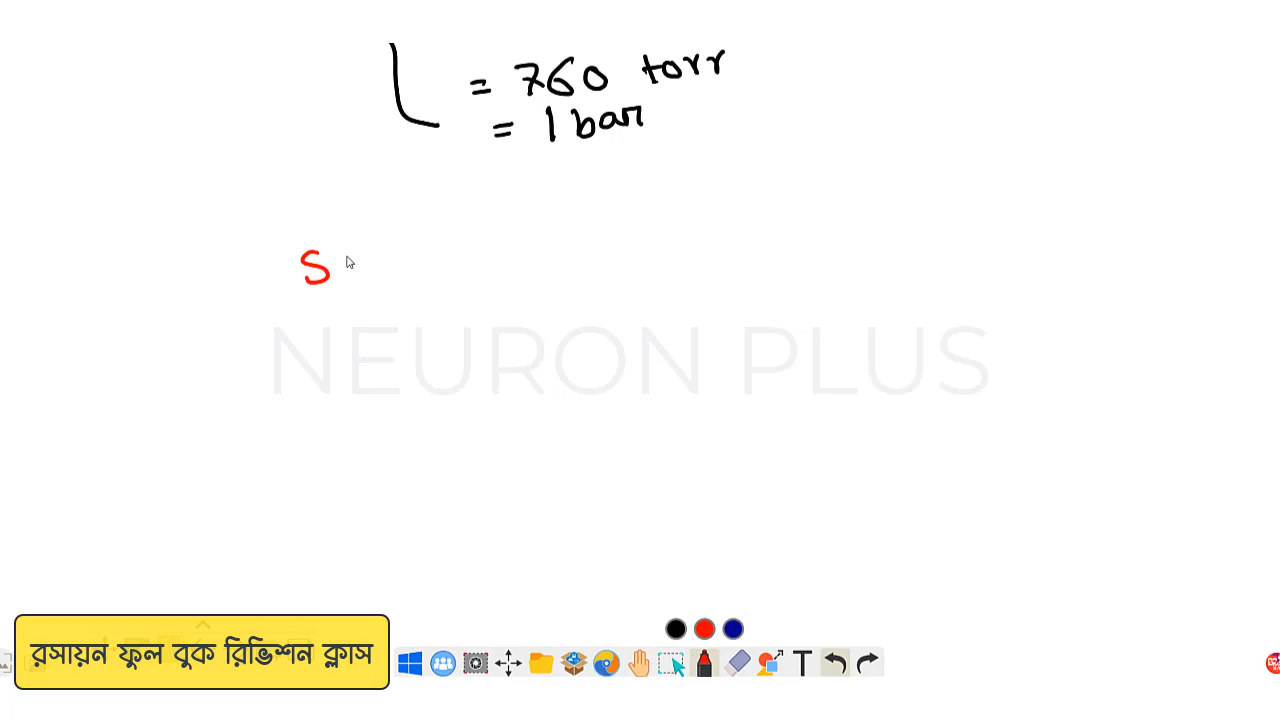 = 760 torr
= 1 bar
S
NEURON PLUS
রসায়ন ফুল বুক রিভিশন ক্লাস